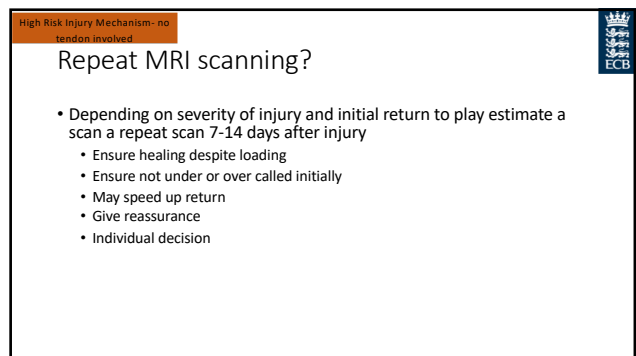 High Risk Injury Mechanism- no
tendon involved
Repeat MRI scanning?
ECB
• Depending on severity of injury and initial return to play estimate a
scan a repeat scan 7-14 days after injury
• Ensure healing despite loading
• Ensure not under or over called initially
• May speed up return
• Give reassurance
• Individual decision